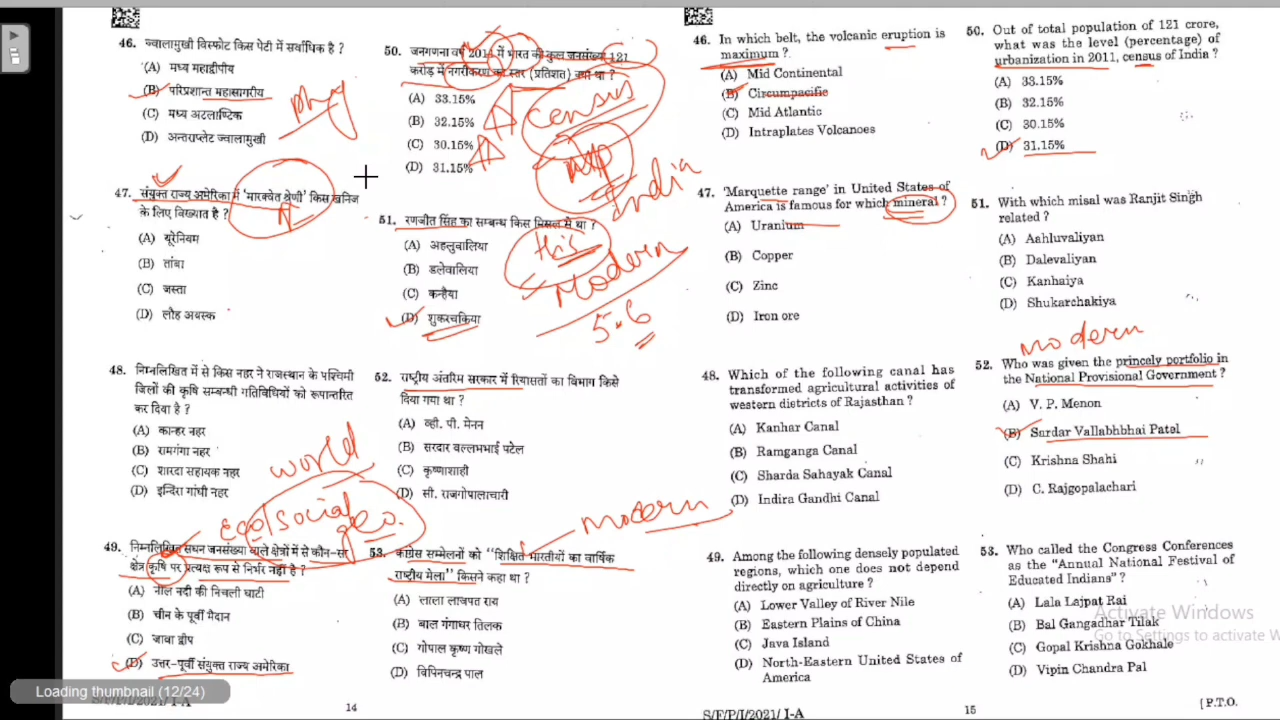 46. ज्वालामुखी विस्फोट किस पेटी में सर्वाधिक है ?
(A) मध्य महाद्वीपीय
(B) परिप्रशान्त महासागरीय
(C) मध्य अटलाण्टिक
(D) अन्तराप्लेट ज्वालामुखी
phy
47. संयुक्त राज्य अमेरिका में 'मारक्वेत श्रेणी' किस खनिज
के लिए विख्यात है ?
(A) यूरेनियम
(B) तांबा
(C) जस्ता
(D) लौह अयस्क
48. निम्नलिखित में से किस नहर ने राजस्थान के पश्चिमी
जिलों की कृषि सम्बन्धी गतिविधियों को रूपान्तरित
कर दिया है ?
(A) कान्हर नहर
(B) रामगंगा नहर
(C) शारदा सहायक नहर
(D) इन्दिरा गांधी नहर
world
Eco/Social geo.
49. निम्नलिखित सघन जनसंख्या वाले क्षेत्रों में से कौन-सा
क्षेत्र कृषि पर प्रत्यक्ष रूप से निर्भर नहीं है ?
(A) नील नदी की निचली घाटी
(B) चीन के पूर्वी मैदान
(C) जावा द्वीप
(D) उत्तर-पूर्वी संयुक्त राज्य अमेरिका
50. जनगणना वर्ष 2011 में भारत की कुल जनसंख्या 121
करोड़ में नगरीकरण का स्तर (प्रतिशत) क्या था ?
(A) 33.15%
(B) 32.15%
(C) 30.15%
(D) 31.15%
Census
India
51. रणजीत सिंह का सम्बन्ध किस मिसल से था ?
(A) अहलुवालिया
(B) डलेवालिया
(C) कन्हैया
(D) शुकरचकिया
his
Modern
5.6
52. राष्ट्रीय अंतरिम सरकार में रियासतों का विभाग किसे
दिया गया था ?
(A) व्ही. पी. मेनन
(B) सरदार वल्लभभाई पटेल
(C) कृष्णाशाही
(D) सी. राजगोपालाचारी
modern
53. कांग्रेस सम्मेलनों को "शिक्षित भारतीयों का वार्षिक
राष्ट्रीय मेला" किसने कहा था ?
(A) लाला लाजपत राय
(B) बाल गंगाधर तिलक
(C) गोपाल कृष्ण गोखले
(D) बिपिनचन्द्र पाल
Loading thumbnail (12/24)
S/F/P/I/2021/ I-A
14
46. In which belt, the volcanic eruption is
maximum ?
(A) Mid Continental
(B) Circumpacific
(C) Mid Atlantic
(D) Intraplates Volcanoes
47. 'Marquette range' in United States of
America is famous for which mineral ?
(A) Uranium
(B) Copper
(C) Zinc
(D) Iron ore
48. Which of the following canal has
transformed agricultural activities of
western dietricts of Rajasthan ?
(A) Kanhar Canal
(B) Ramganga Canal
(C) Sharda Sahayak Canal
(D) Indira Gandhi Canal
49. Among the following densely populated
regions, which one does not depend
directly on agriculture ?
(A) Lower Valley of River Nile
(B) Eastern Plains of China
(C) Java Island
(D) North-Eastern United States of
America
50. Out of total population of 121 crore,
what was the level (percentage) of
urbanization in 2011, census of India ?
(A) 33.15%
(B) 32.15%
(C) 30.15%
(D) 31.15%
51. With which misal was Ranjit Singh
related ?
(A) Aahluvaliyan
(B) Dalevaliyan
(C) Kanhaiya
(D) Shukarchakiya
modern
52. Who was given the princely portfolio in
the National Provisional Government ?
(A) V. P. Menon
(B) Sardar Vallabhbhai Patel
(C) Krishna Shahi
(D) C. Rajgopalachari
53. Who called the Congress Conferences
as the "Annual National Festival of
Educated Indians" ?
(A) Lala Lajpat Rai
(B) Bal Gangadhar Tilak
(C) Gopal Krishna Gokhale
(D) Vipin Chandra Pal
Activate Windows
Go to Settings to activate W
S/F/P/I/2021/ I-A
15
[ P.T.O.